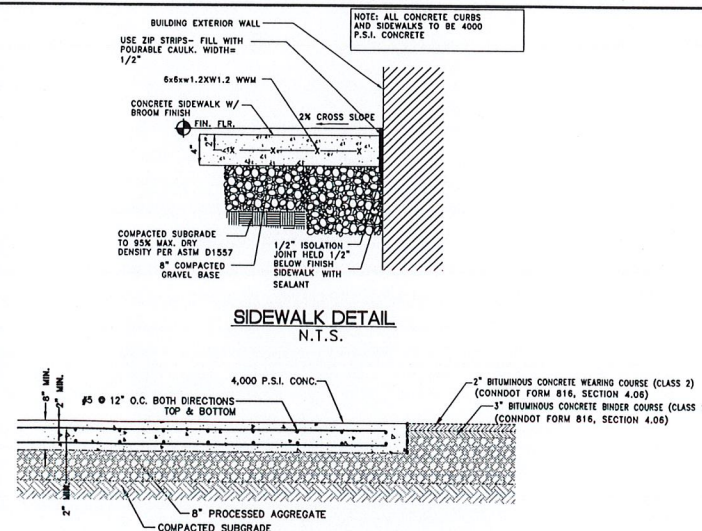 BUILDING EXTERIOR WALL
NOTE: ALL CONCRETE CURBS
AND SIDEWALKS TO BE 4000
P.S.I. CONCRETE
USE ZIP STRIPS- FILL WITH
POURABLE CAULK. WIDTH=
1/2"
6x6xw1.2XW1.2 WWM
CONCRETE SIDEWALK W/
BROOM FINISH
FIN. FLR.
2% CROSS SLOPE
4"
2"
COMPACTED SUBGRADE
TO 95% MAX. DRY
DENSITY PER ASTM D1557
8" COMPACTED
GRAVEL BASE
1/2" ISOLATION
JOINT HELD 1/2"
BELOW FINISH
SIDEWALK WITH
SEALANT
SIDEWALK DETAIL
N.T.S.
8" MIN.
2" MIN.
4,000 P.S.I. CONC.
#5 @ 12" O.C. BOTH DIRECTIONS
TOP & BOTTOM
2" BITUMINOUS CONCRETE WEARING COURSE (CLASS 2)
(CONNDOT FORM 816, SECTION 4.06)
3" BITUMINOUS CONCRETE BINDER COURSE (CLASS
(CONNDOT FORM 816, SECTION 4.06)
2" MIN.
8" PROCESSED AGGREGATE
COMPACTED SUBGRADE